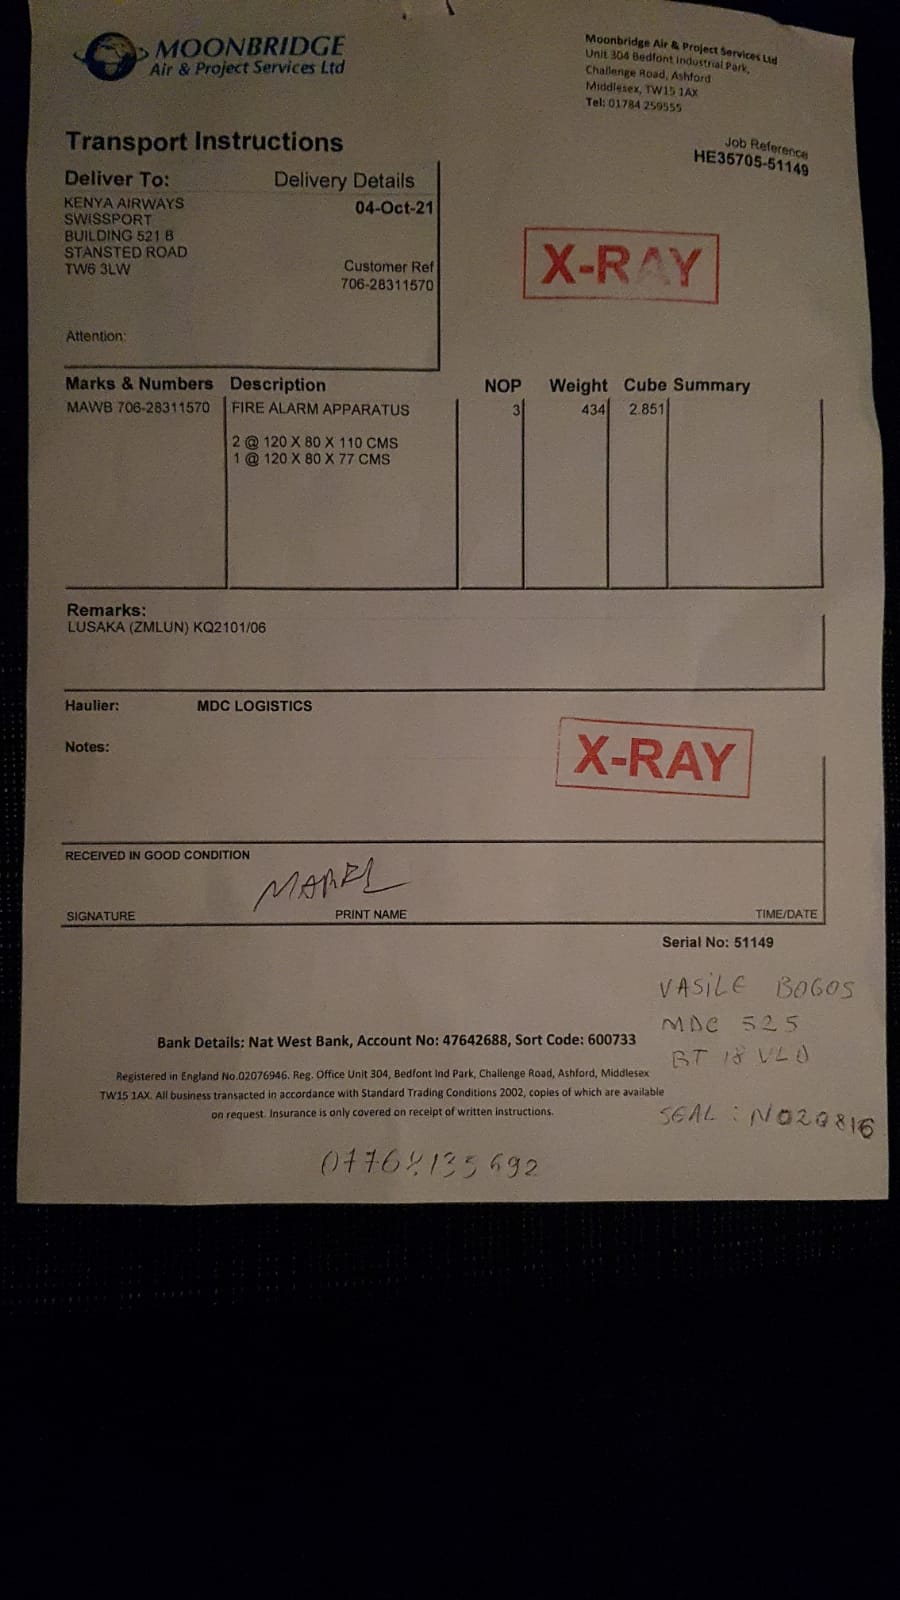 MOONBRIDGE
Air & Project Services Ltd
Moonbridge Air & Project Services Ltd
Unit 304 Bedfont Industrial Park,
Challenge Road, Ashford
Middlesex, TW15 1AX
Tel: 01784 259555
Transport Instructions
Job Reference
HE35705-51149
Deliver To: Delivery Details
KENYA AIRWAYS 04-Oct-21
SWISSPORT
BUILDING 521 B
STANSTED ROAD
TW6 3LW
Customer Ref
706-28311570
X-RAY
Attention:
Marks & Numbers Description NOP Weight Cube Summary
MAWB 706-28311570 FIRE ALARM APPARATUS 3 434 2.851
2 @ 120 X 80 X 110 CMS
1 @ 120 X 80 X 77 CMS
Remarks:
LUSAKA (ZMLUN) KQ2101/06
Haulier: MDC LOGISTICS
Notes:
X-RAY
RECEIVED IN GOOD CONDITION
SIGNATURE PRINT NAME TIME/DATE
Serial No: 51149
VASILE BOGOS
MDC 525
BT 18 VLD
SEAL : NO20816
Bank Details: Nat West Bank, Account No: 47642688, Sort Code: 600733
Registered in England No.02076946. Reg. Office Unit 304, Bedfont Ind Park, Challenge Road, Ashford, Middlesex
TW15 1AX. All business transacted in accordance with Standard Trading Conditions 2002, copies of which are available
on request. Insurance is only covered on receipt of written instructions.